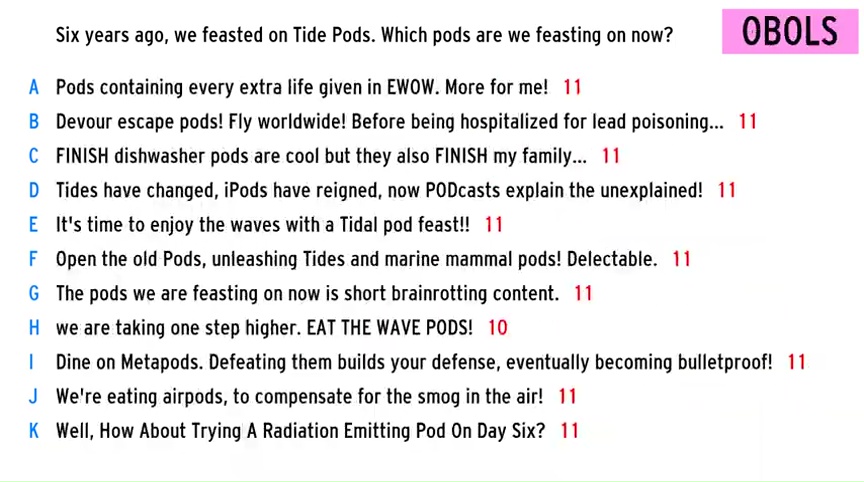 Six years ago, we feasted on Tide Pods. Which pods are we feasting on now?
OBOLS
A Pods containing every extra life given in EWOW. More for me! 11
B Devour escape pods! Fly worldwide! Before being hospitalized for lead poisoning... 11
C FINISH dishwasher pods are cool but they also FINISH my family... 11
D Tides have changed, iPods have reigned, now PODcasts explain the unexplained! 11
E It's time to enjoy the waves with a Tidal pod feast!! 11
F Open the old Pods, unleashing Tides and marine mammal pods! Delectable. 11
G The pods we are feasting on now is short brainrotting content. 11
H we are taking one step higher. EAT THE WAVE PODS! 10
I Dine on Metapods. Defeating them builds your defense, eventually becoming bulletproof! 11
J We're eating airpods, to compensate for the smog in the air! 11
K Well, How About Trying A Radiation Emitting Pod On Day Six? 11